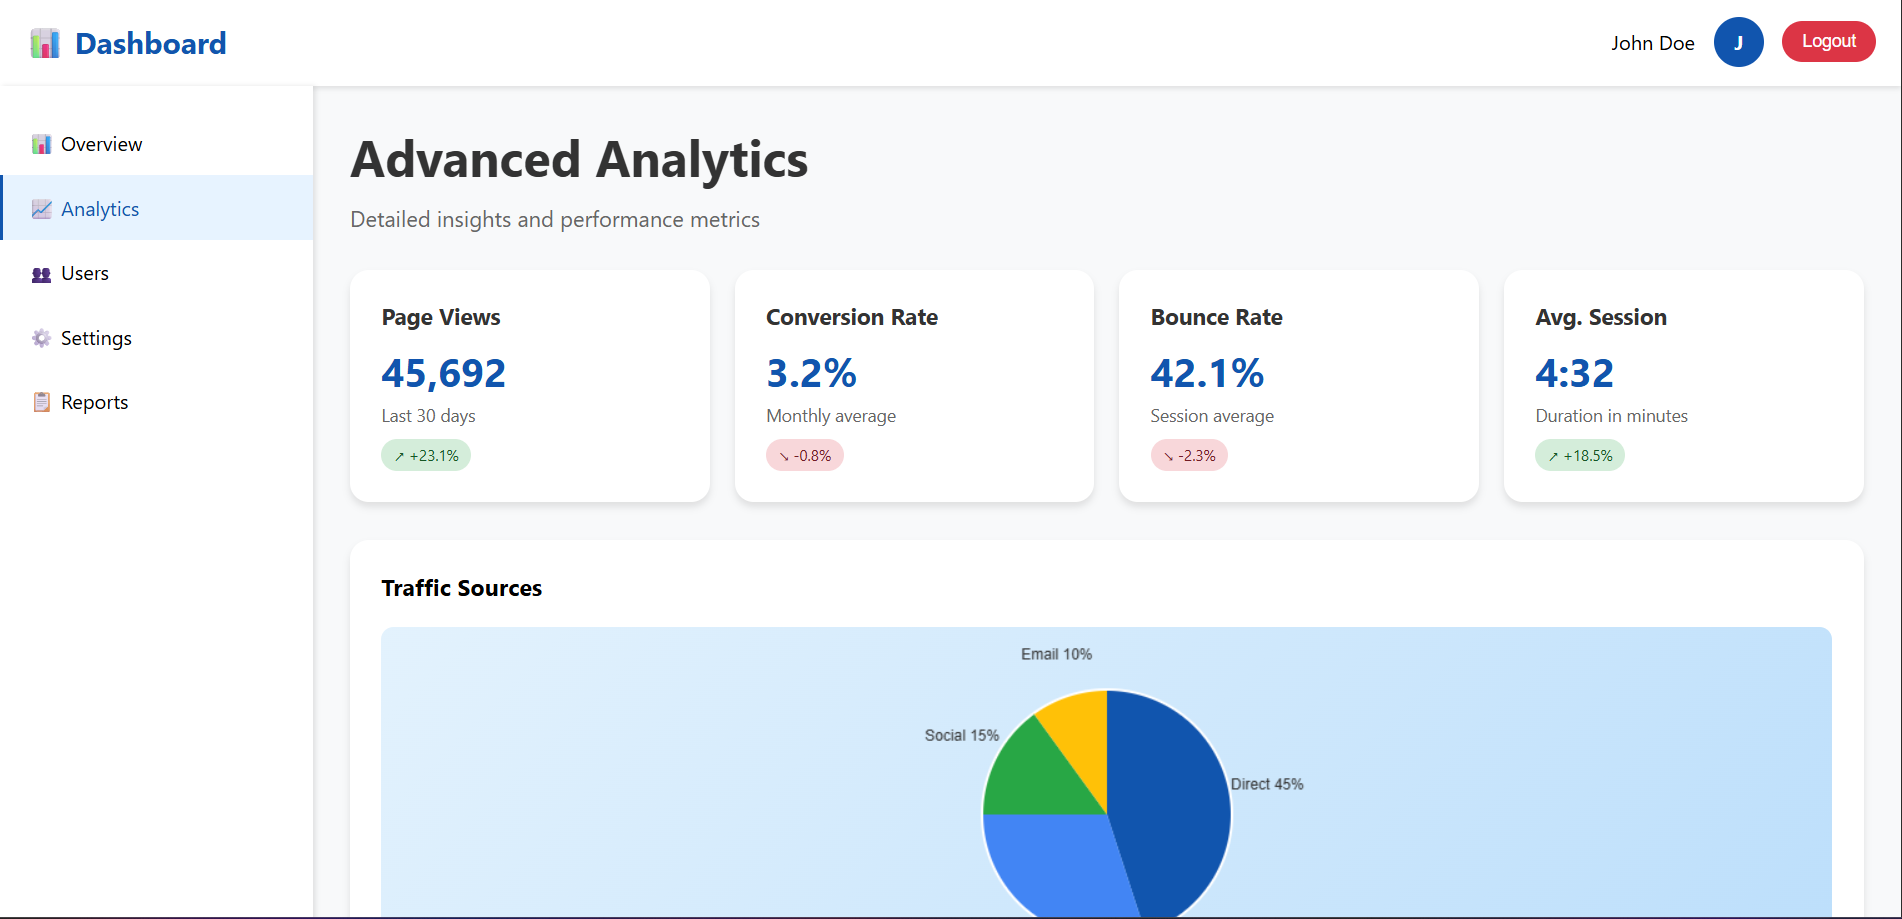 Dashboard
John Doe
J
Logout
Overview
Analytics
Users
Settings
Reports
Advanced Analytics
Detailed insights and performance metrics
Page Views
45,692
Last 30 days
↗ +23.1%
Conversion Rate
3.2%
Monthly average
↘ -0.8%
Bounce Rate
42.1%
Session average
↘ -2.3%
Avg. Session
4:32
Duration in minutes
↗ +18.5%
Traffic Sources
Email 10%
Social 15%
Direct 45%